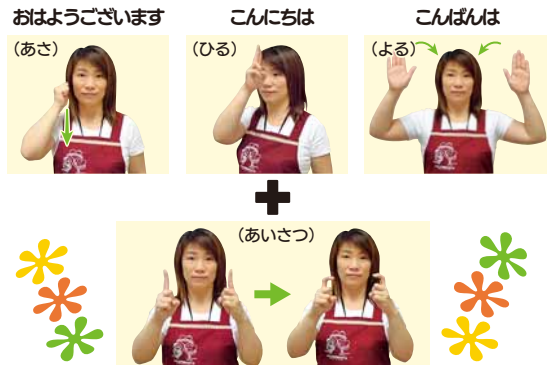 おはようございます
こんにちは
こんばんは
(あさ)
(ひる)
(よる)
(あいさつ)